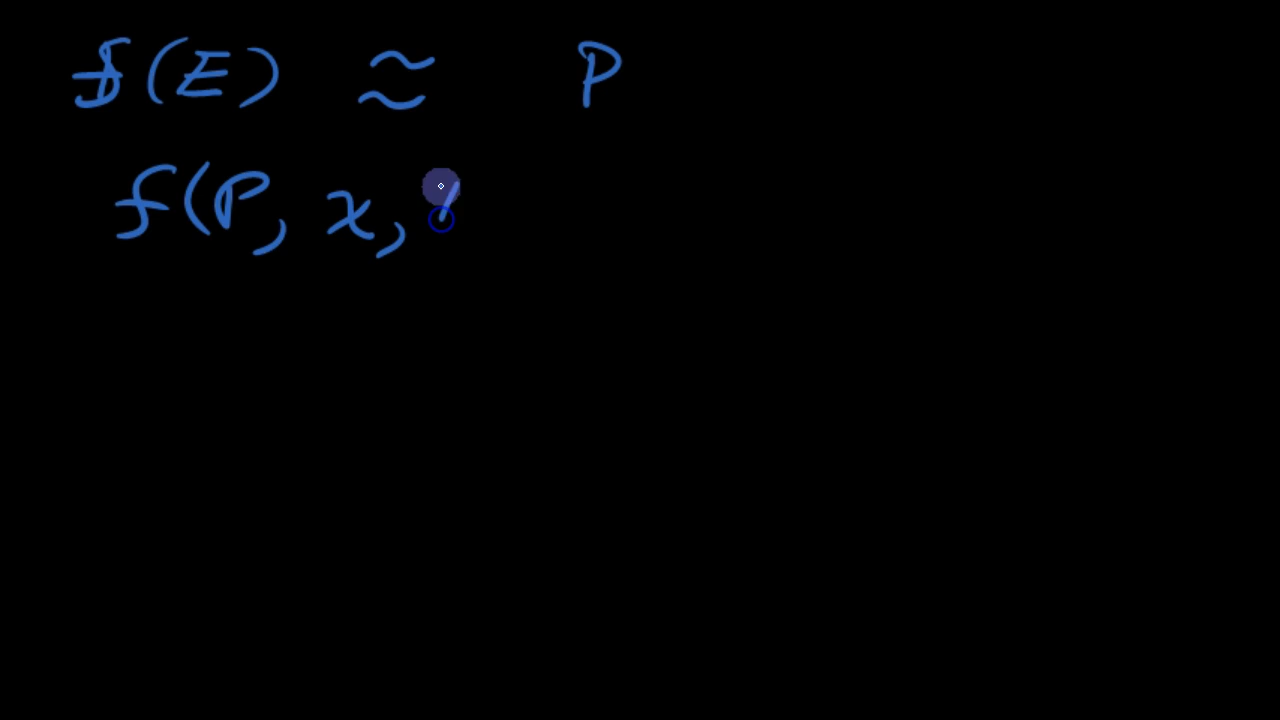 f(E) ≈ P
f(P, x,